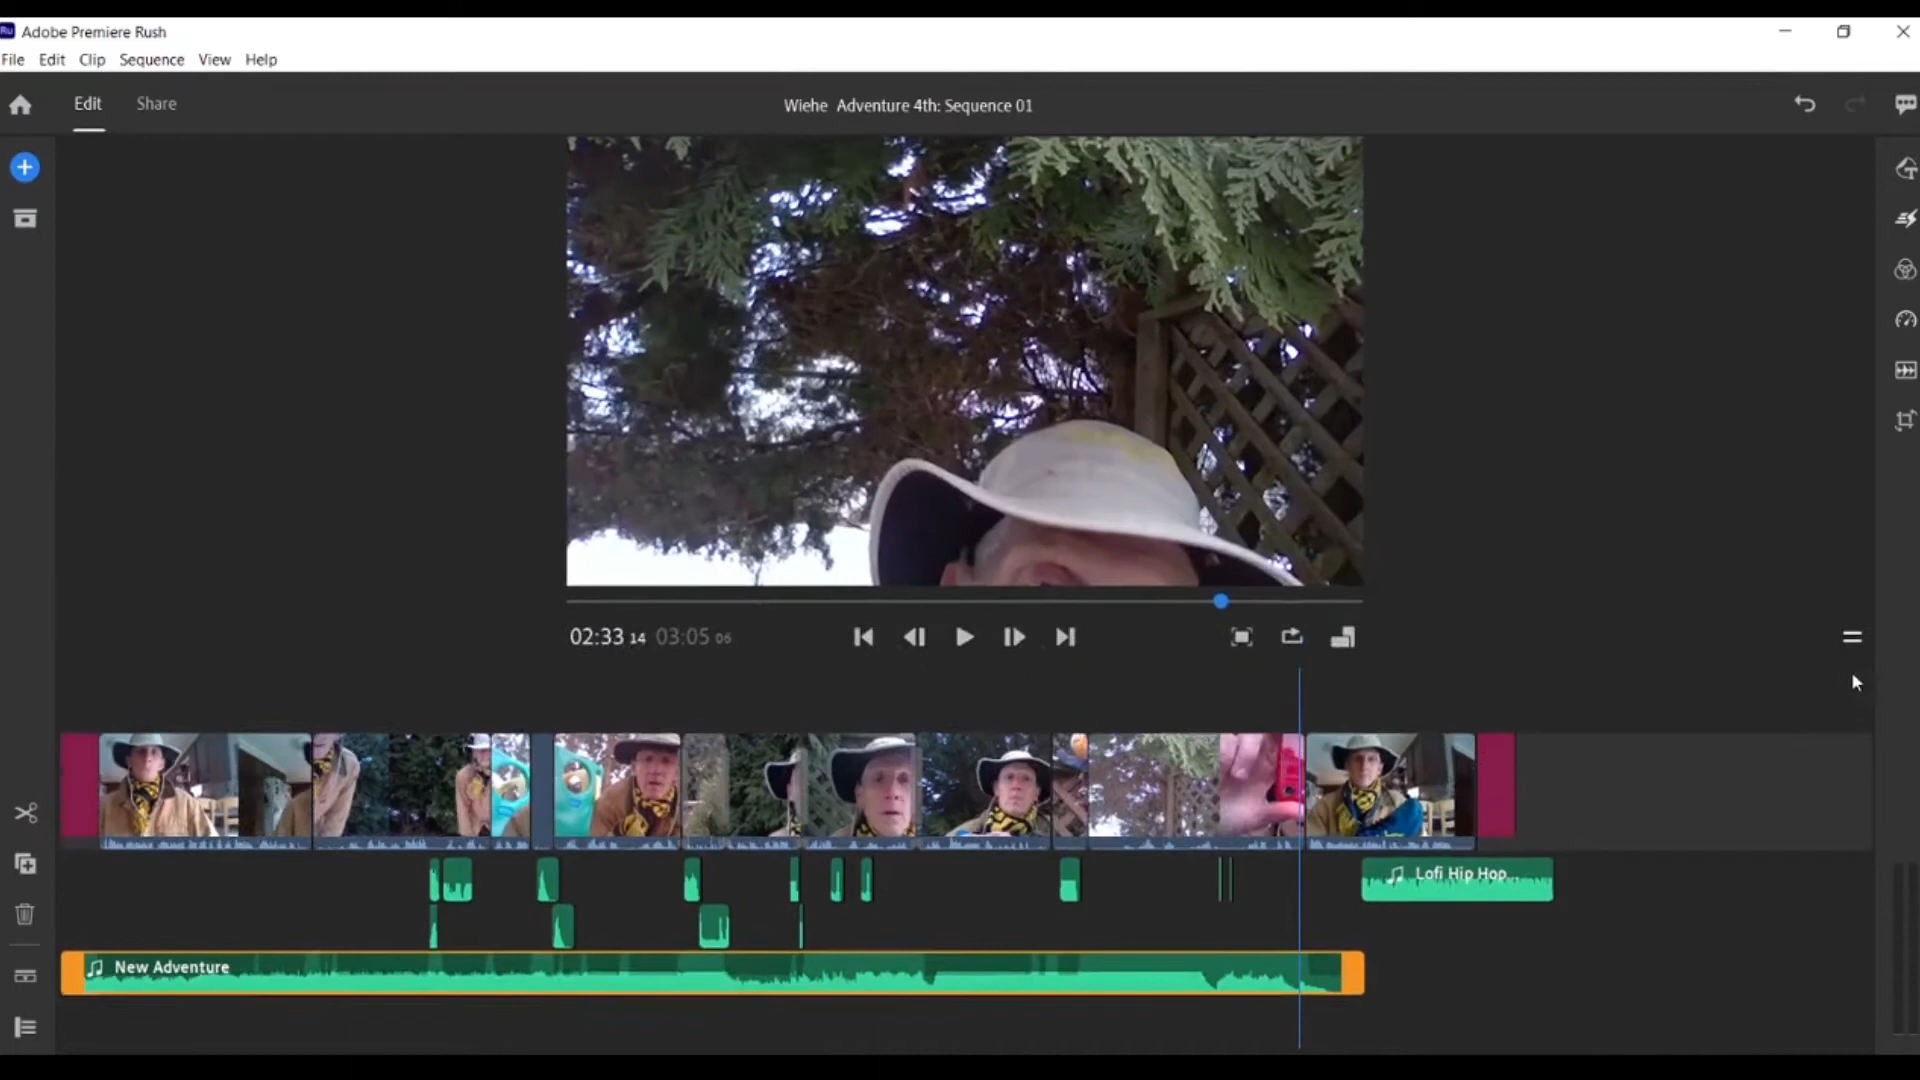 Ru Adobe Premiere Rush
File Edit Clip Sequence View Help
Edit Share Wiehe Adventure 4th: Sequence 01
02:33 14 03:05 06
Lofi Hip Hop...
New Adventure